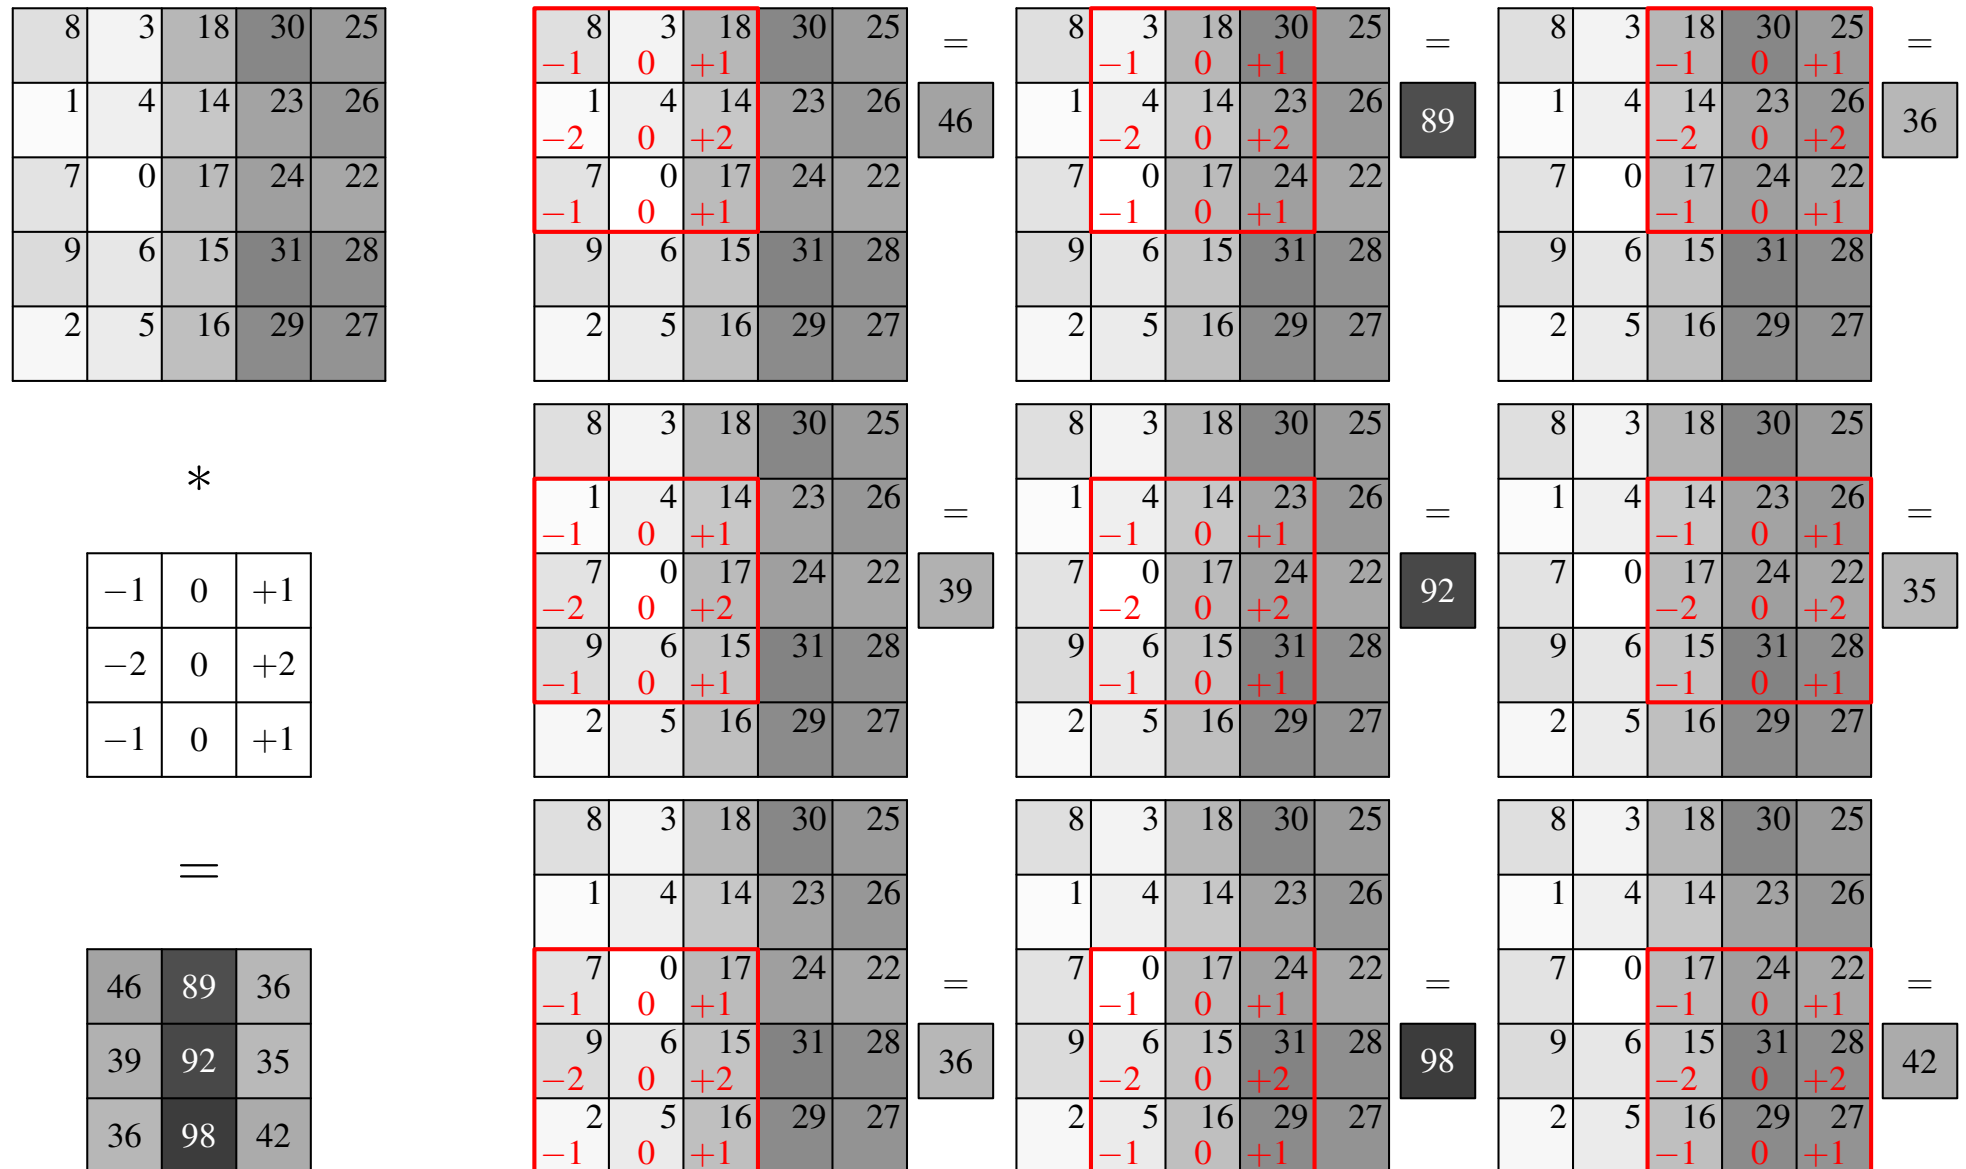 8 3 18 30 25 8 3 18 30 25 = 8 3 18 30 25 = 8 3 18 30 25 =
−1 0 +1 −1 0 +1 −1 0 +1
1 4 14 23 26 1 4 14 23 26 46 1 4 14 23 26 89 1 4 14 23 26 36
−2 0 +2 −2 0 +2 −2 0 +2
7 0 17 24 22 7 0 17 24 22 7 0 17 24 22 7 0 17 24 22
−1 0 +1 −1 0 +1 −1 0 +1
9 6 15 31 28 9 6 15 31 28 9 6 15 31 28 9 6 15 31 28
2 5 16 29 27 2 5 16 29 27 2 5 16 29 27 2 5 16 29 27
8 3 18 30 25 8 3 18 30 25 8 3 18 30 25
*
1 4 14 23 26 = 1 4 14 23 26 = 1 4 14 23 26 =
−1 0 +1 −1 0 +1 −1 0 +1
−1 0 +1 7 0 17 24 22 39 7 0 17 24 22 92 7 0 17 24 22 35
−2 0 +2 −2 0 +2 −2 0 +2
−2 0 +2 9 6 15 31 28 9 6 15 31 28 9 6 15 31 28
−1 0 +1 −1 0 +1 −1 0 +1
−1 0 +1 2 5 16 29 27 2 5 16 29 27 2 5 16 29 27
8 3 18 30 25 8 3 18 30 25 8 3 18 30 25
=
1 4 14 23 26 1 4 14 23 26 1 4 14 23 26
46 89 36 7 0 17 24 22 = 7 0 17 24 22 = 7 0 17 24 22 =
−1 0 +1 −1 0 +1 −1 0 +1
39 92 35 9 6 15 31 28 36 9 6 15 31 28 98 9 6 15 31 28 42
−2 0 +2 −2 0 +2 −2 0 +2
36 98 42 2 5 16 29 27 2 5 16 29 27 2 5 16 29 27
−1 0 +1 −1 0 +1 −1 0 +1